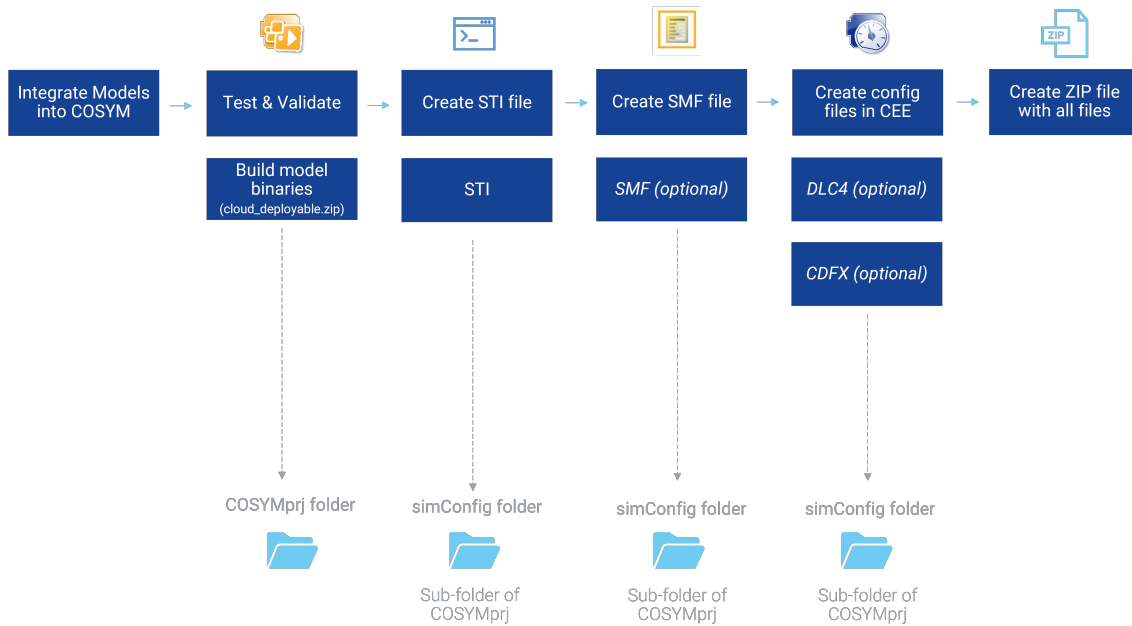 ZIP
Integrate Models
into COSYM
Test & Validate
Create STI file
Create SMF file
Create config
files in CEE
Create ZIP file
with all files
Build model
binaries
(cloud_deployable.zip)
STI
SMF (optional)
DLC4 (optional)
CDFX (optional)
COSYMprj folder
simConfig folder
simConfig folder
simConfig folder
Sub-folder of
COSYMprj
Sub-folder of
COSYMprj
Sub-folder of
COSYMprj